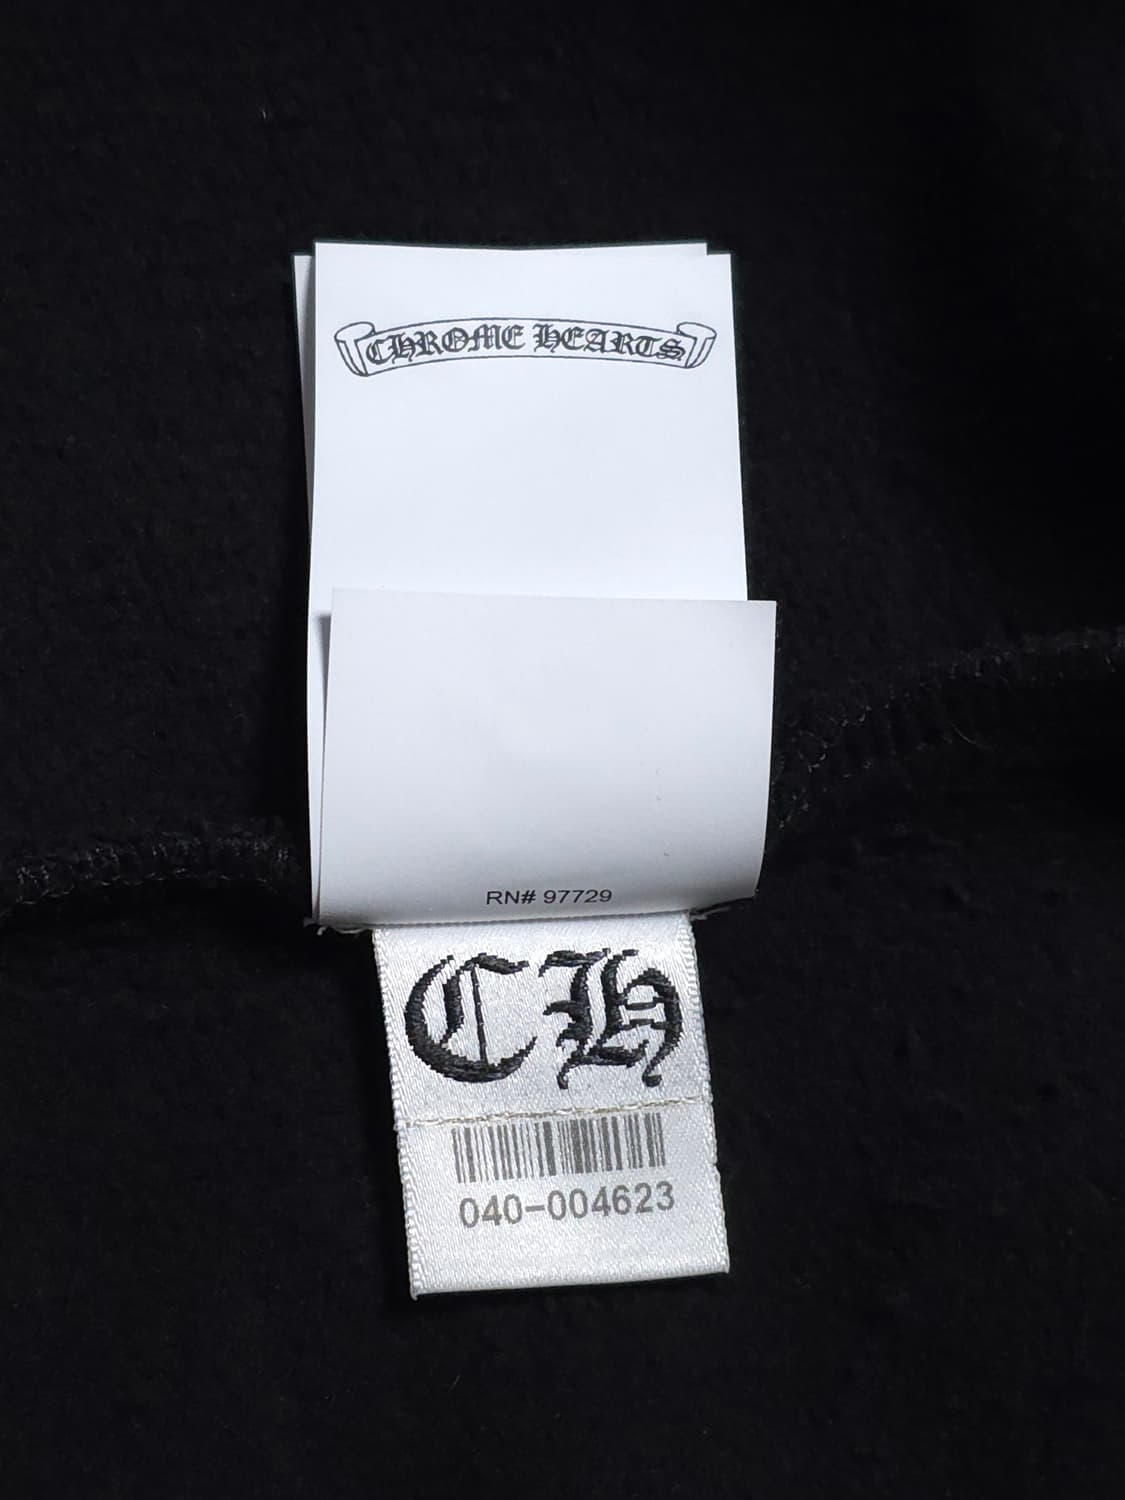 CHROME HEARTS
RN# 97729
CH
040-004623